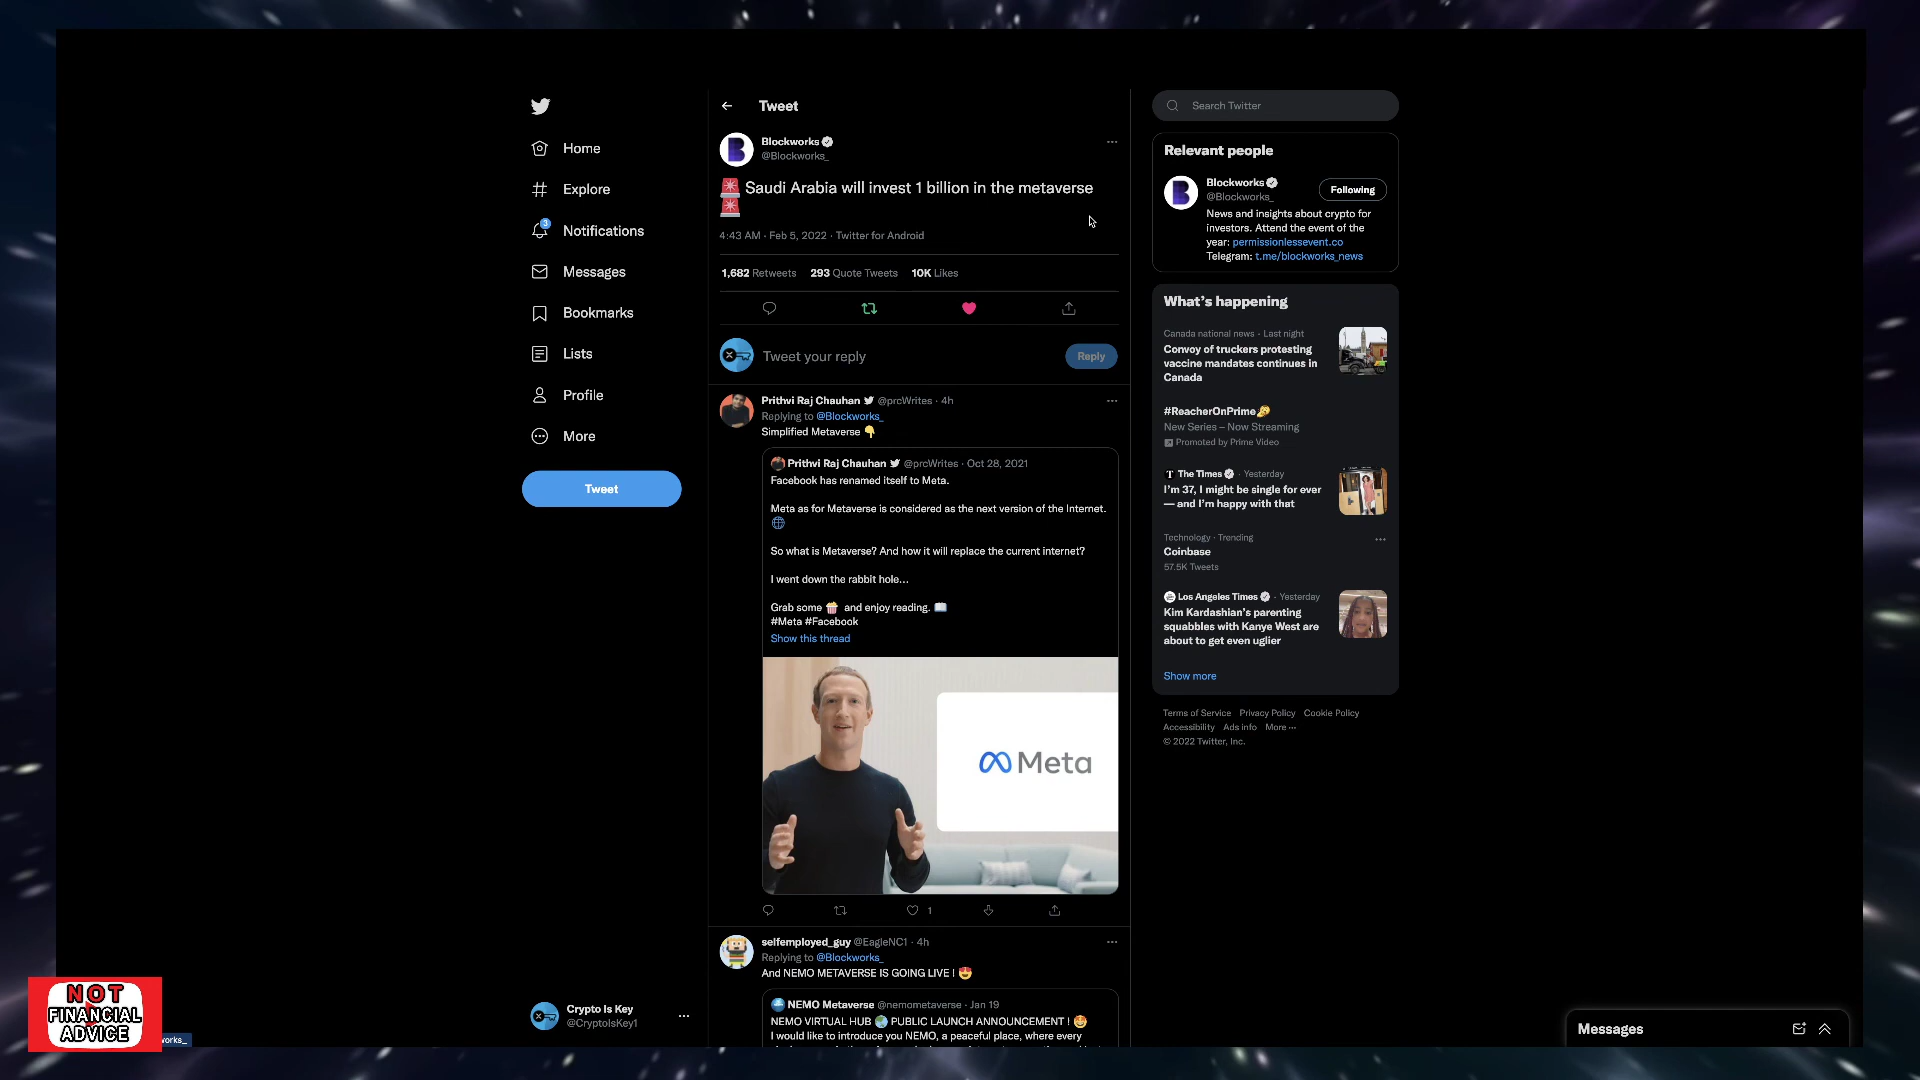 Home
Explore
3
Notifications
Messages
Bookmarks
Lists
Profile
More
Tweet
Crypto Is Key
@CryptoIsKey1
Tweet
Blockworks
@Blockworks_
Saudi Arabia will invest 1 billion in the metaverse
4:43 AM · Feb 5, 2022 · Twitter for Android
1,682 Retweets 293 Quote Tweets 10K Likes
Tweet your reply
Reply
Prithvi Raj Chauhan @prcWrites · 4h
Replying to @Blockworks_
Simplified Metaverse 👇
Prithvi Raj Chauhan @prcWrites · Oct 28, 2021
Facebook has renamed itself to Meta.
Meta as for Metaverse is considered as the next version of the Internet.
🌐
So what is Metaverse? And how it will replace the current internet?
I went down the rabbit hole...
Grab some 🍿 and enjoy reading. 📖
#Meta #Facebook
Show this thread
Meta
1
selfemployed_guy @EagleNC1 · 4h
Replying to @Blockworks_
And NEMO METAVERSE IS GOING LIVE ! 😍
NEMO Metaverse @nemometaverse · Jan 19
NEMO VIRTUAL HUB 🌏 PUBLIC LAUNCH ANNOUNCEMENT ! 🤩
I would like to introduce you NEMO, a peaceful place, where every
Search Twitter
Relevant people
Blockworks
@Blockworks_
Following
News and insights about crypto for
investors. Attend the event of the
year: permissionlessevent.co
Telegram: t.me/blockworks_news
What's happening
Canada national news · Last night
Convoy of truckers protesting
vaccine mandates continues in
Canada
#ReacherOnPrime
New Series – Now Streaming
Promoted by Prime Video
The Times · Yesterday
I'm 37, I might be single for ever
— and I'm happy with that
Technology · Trending
Coinbase
57.5K Tweets
Los Angeles Times · Yesterday
Kim Kardashian's parenting
squabbles with Kanye West are
about to get even uglier
Show more
Terms of Service Privacy Policy Cookie Policy
Accessibility Ads info More ···
© 2022 Twitter, Inc.
Messages
NOT
FINANCIAL
ADVICE